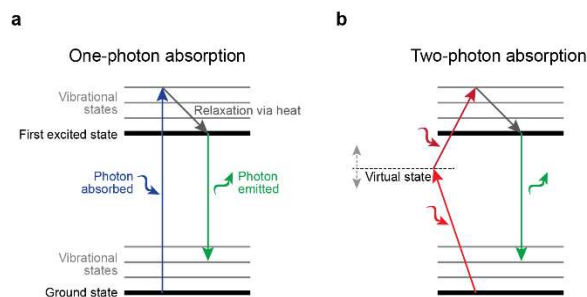 a
One-photon absorption
Vibrational
states
Relaxation via heat
First excited state
Photon
absorbed
Photon
emitted
Vibrational
states
Ground state
b
Two-photon absorption
Virtual state